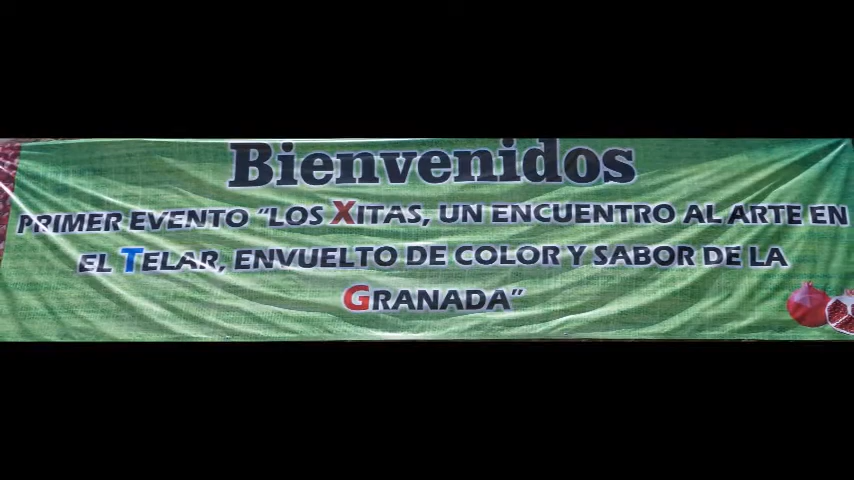 Bienvenidos
PRIMER EVENTO "LOS XITAS, UN ENCUENTRO AL ARTE EN
EL TELAR, ENVUELTO DE COLOR Y SABOR DE LA
GRANADA"